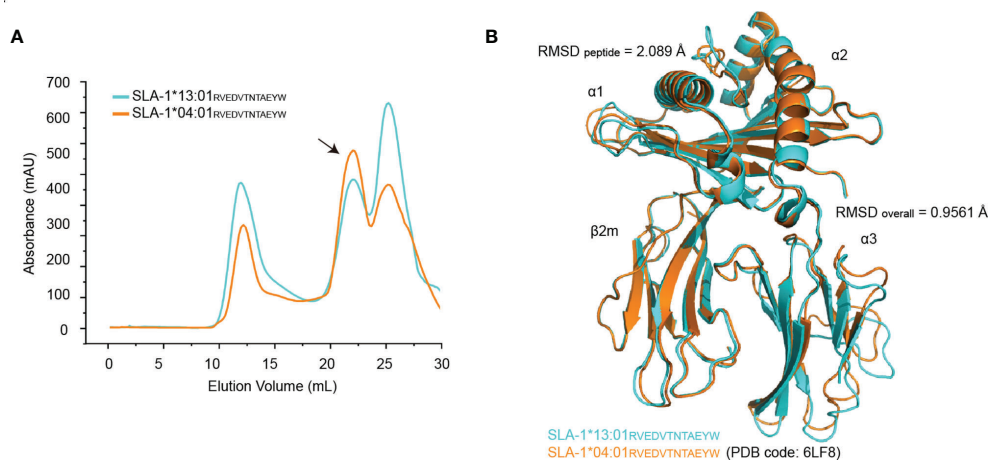 A
700
600
500
400
300
200
100
0
Absorbance (mAU)
SLA-1*13:01RVEDVTNTAEYW
SLA-1*04:01RVEDVTNTAEYW
0 5 10 15 20 25 30
Elution Volume (mL)
B
RMSD peptide = 2.089 Å
α2
α1
RMSD overall = 0.9561 Å
β2m
α3
SLA-1*13:01RVEDVTNTAEYW
SLA-1*04:01RVEDVTNTAEYW (PDB code: 6LF8)